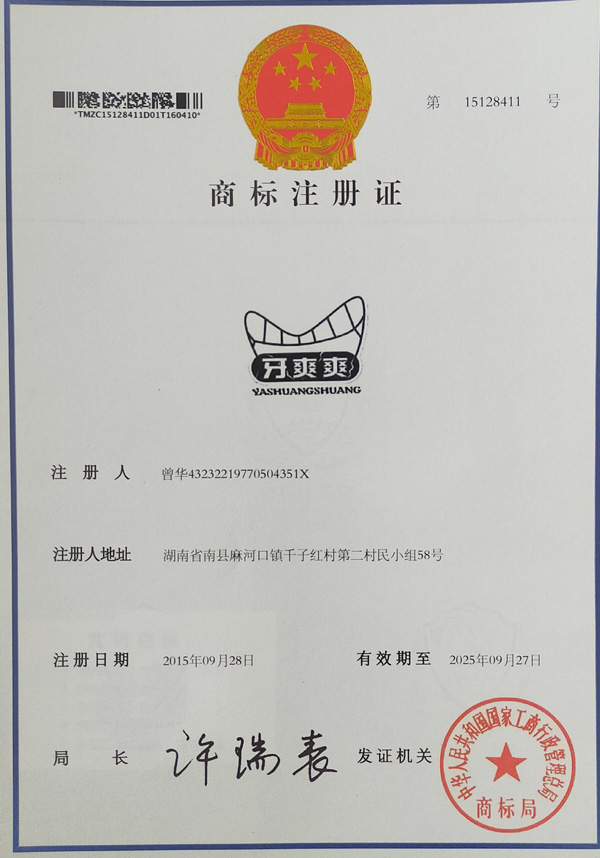 *TMZC15128411D01T160410*
第 15128411 号
商标注册证
牙爽爽
YASHUANGSHUANG
注册人 曾华43232219770504351X
注册人地址 湖南省南县麻河口镇千子红村第二村民小组58号
注册日期 2015年09月28日 有效期至 2025年09月27日
局长 许瑞表 发证机关
中华人民共和国国家工商行政管理总局
商标局